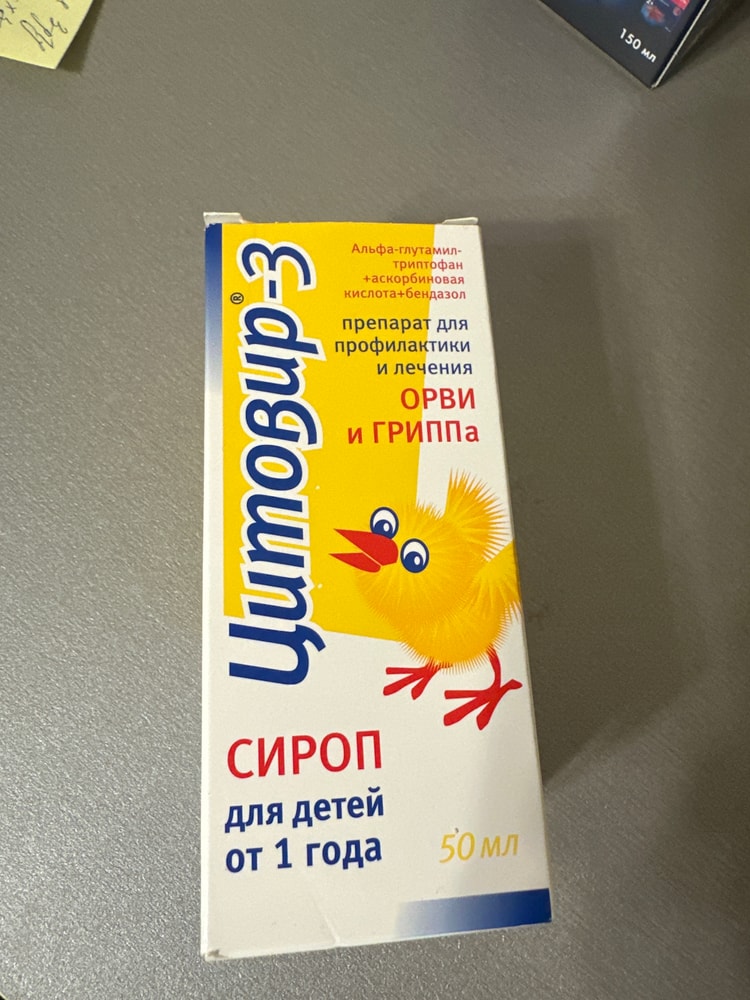 150 мл
Цитовир®-3
Альфа-глутамил-
триптофан
+аскорбиновая
кислота+бендазол
препарат для
профилактики
и лечения
ОРВИ
и ГРИППа
СИРОП
для детей
от 1 года
50 мл